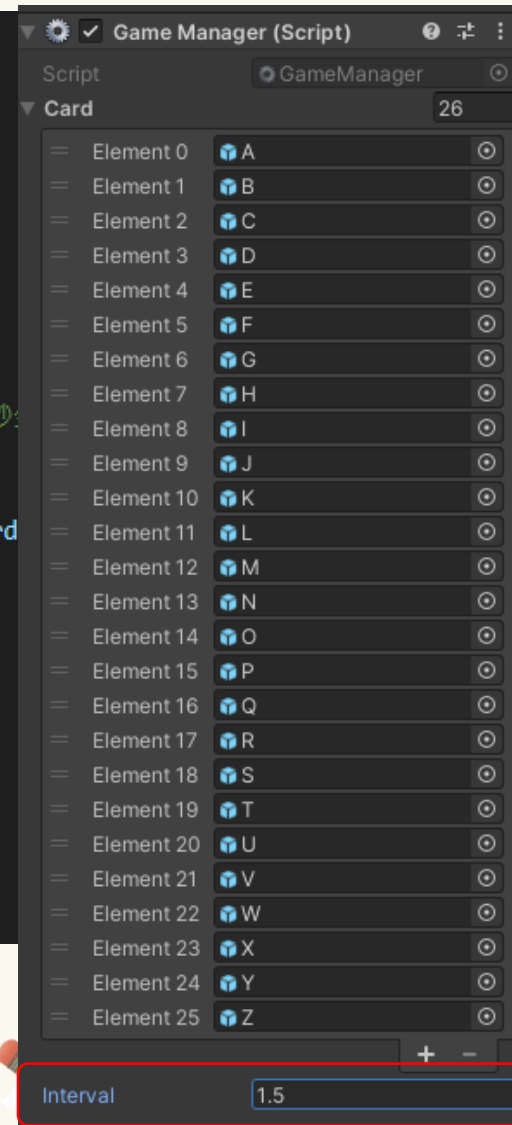 Game Manager (Script)
Script GameManager
Card 26
Element 0 A
Element 1 B
Element 2 C
Element 3 D
Element 4 E
Element 5 F
Element 6 G
Element 7 H
Element 8 I
Element 9 J
Element 10 K
rd
Element 11 L
Element 12 M
Element 13 N
Element 14 O
Element 15 P
Element 16 Q
Element 17 R
Element 18 S
Element 19 T
Element 20 U
Element 21 V
Element 22 W
Element 23 X
Element 24 Y
Element 25 Z
Interval 1.5